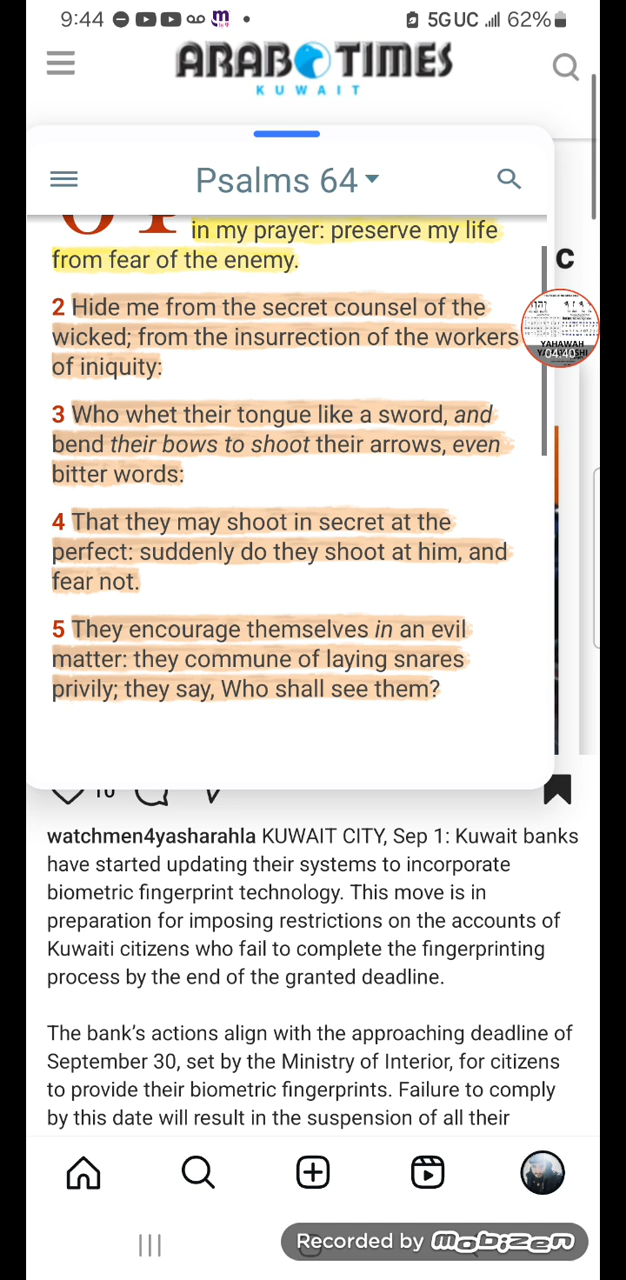 9:44
5G UC 62%
ARAB TIMES
KUWAIT
Psalms 64
in my prayer: preserve my life
from fear of the enemy.
2 Hide me from the secret counsel of the
wicked; from the insurrection of the workers
of iniquity:
3 Who whet their tongue like a sword, and
bend their bows to shoot their arrows, even
bitter words:
4 That they may shoot in secret at the
perfect: suddenly do they shoot at him, and
fear not.
5 They encourage themselves in an evil
matter: they commune of laying snares
privily; they say, Who shall see them?
C
YAHAWAH
04:40
watchmen4yasharahla KUWAIT CITY, Sep 1: Kuwait banks
have started updating their systems to incorporate
biometric fingerprint technology. This move is in
preparation for imposing restrictions on the accounts of
Kuwaiti citizens who fail to complete the fingerprinting
process by the end of the granted deadline.
The bank's actions align with the approaching deadline of
September 30, set by the Ministry of Interior, for citizens
to provide their biometric fingerprints. Failure to comply
by this date will result in the suspension of all their
Recorded by mobizen